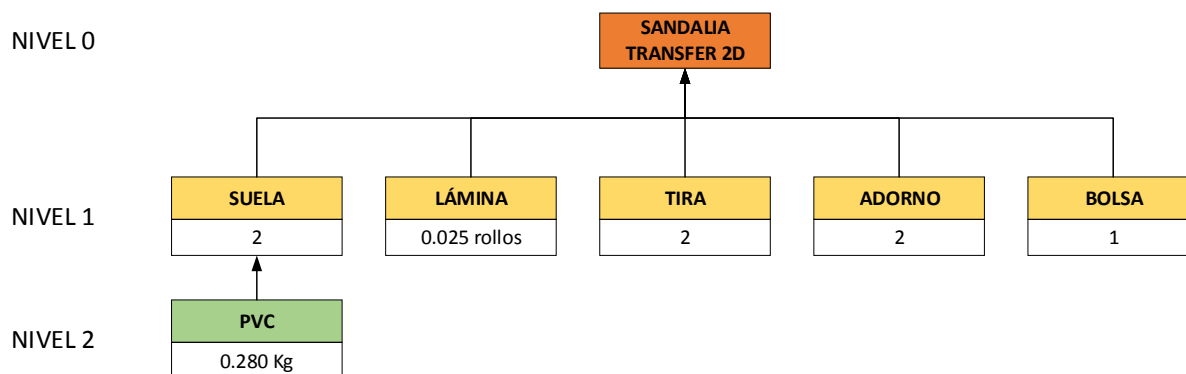 NIVEL 0
SANDALIA
TRANSFER 2D
NIVEL 1
SUELA
2
LÁMINA
0.025 rollos
TIRA
2
ADORNO
2
BOLSA
1
NIVEL 2
PVC
0.280 Kg